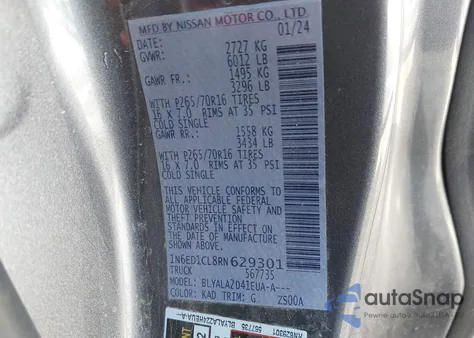 MFD. BY NISSAN MOTOR CO., LTD.
DATE: 01/24
GVWR: 2727 KG
6012 LB
GAWR FR.: 1495 KG
3296 LB
WITH P265/70R16 TIRES
16 X 7.0 RIMS AT 35 PSI
COLD SINGLE
GAWR RR.: 1558 KG
3434 LB
WITH P265/70R16 TIRES
16 X 7.0 RIMS AT 35 PSI
COLD SINGLE
THIS VEHICLE CONFORMS TO
ALL APPLICABLE FEDERAL
MOTOR VEHICLE SAFETY AND
THEFT PREVENTION
STANDARDS IN EFFECT ON
THE DATE OF MANUFACTURE
SHOWN ABOVE.
1N6ED1CL8RN629301
TRUCK 567735
MODEL: BLYALA2D41EUA-A---
COLOR: KAD TRIM: G ZS00A
RN629301 567735 BLYALAZ24HEUA-A-
autoSnap